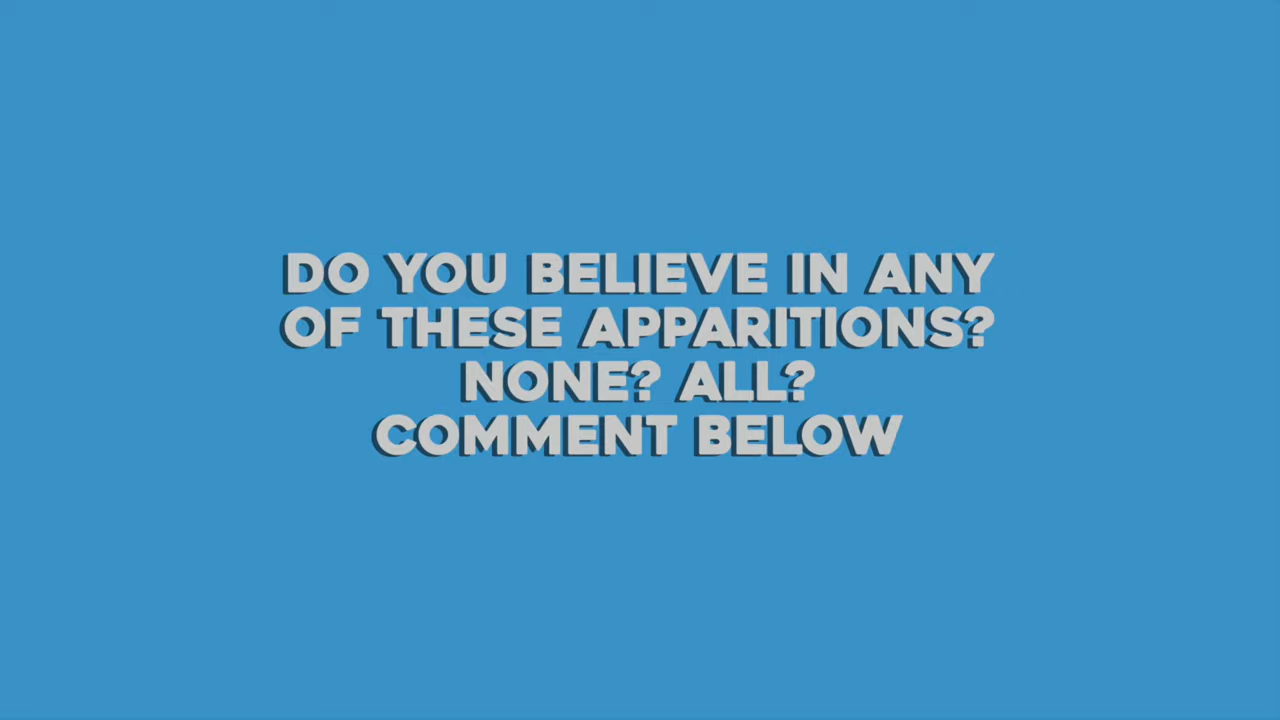 DO YOU BELIEVE IN ANY
OF THESE APPARITIONS?
NONE? ALL?
COMMENT BELOW